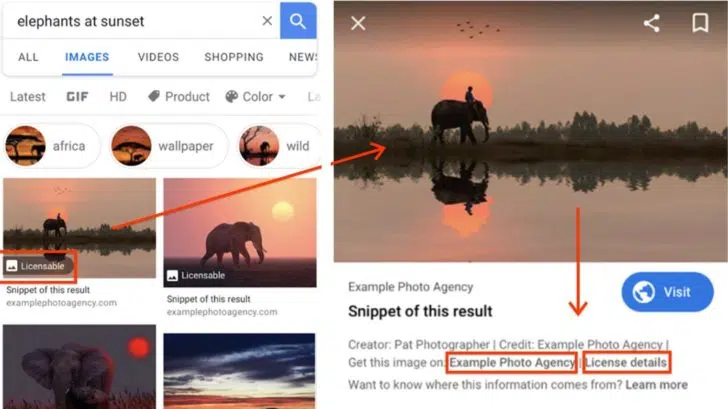 elephants at sunset
ALL IMAGES VIDEOS SHOPPING NEWS
Latest GIF HD Product Color
africa wallpaper wild
Licensable
Snippet of this result
examplephotoagency.com
Licensable
Snippet of this result
examplephotoagency.com
Example Photo Agency
Snippet of this result
Visit
Creator: Pat Photographer | Credit: Example Photo Agency |
Get this image on: Example Photo Agency | License details
Want to know where this information comes from? Learn more